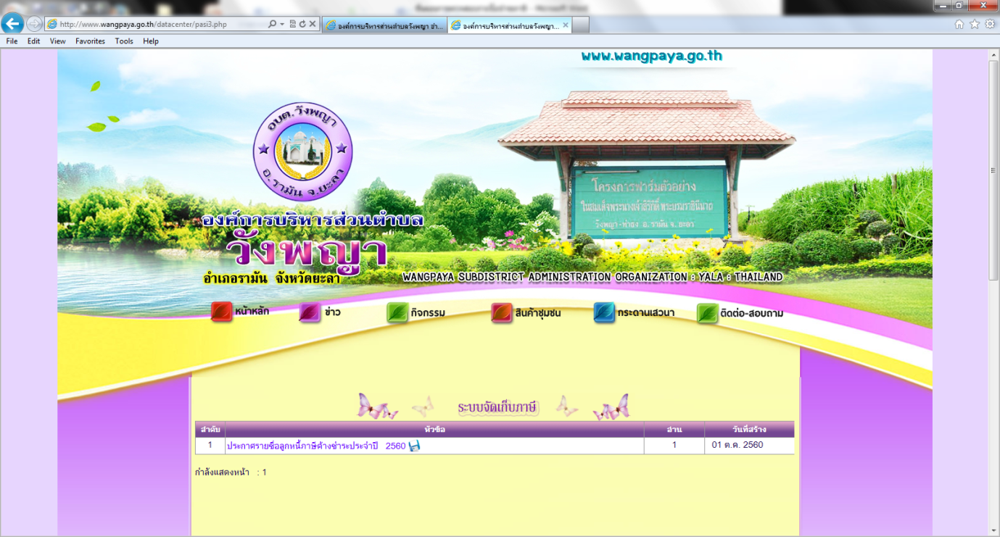 http://www.wangpaya.go.th/datacenter/pasi3.php
องค์การบริหารส่วนตำบลวังพญา อำ...
องค์การบริหารส่วนตำบลวังพญา...
File Edit View Favorites Tools Help
www.wangpaya.go.th
อบต.วังพญา
อ.รามัน จ.ยะลา
โครงการฟาร์มตัวอย่าง
ในสมเด็จพระนางเจ้าสิริกิติ์ พระบรมราชินีนาถ
วังพญา-ท่าธง อ. รามัน จ. ยะลา
องค์การบริหารส่วนตำบล
วังพญา
อำเภอรามัน จังหวัดยะลา
WANGPAYA SUBDISTRICT ADMINISTRATION ORGANIZATION : YALA : THAILAND
หน้าหลัก ข่าว กิจกรรม สินค้าชุมชน กระดานเสวนา ติดต่อ-สอบถาม
ระบบจัดเก็บภาษี
ลำดับ หัวข้อ อ่าน วันที่สร้าง
1 ประกาศรายชื่อลูกหนี้ภาษีค้างชำระประจำปี 2560 1 01 ต.ค. 2560
กำลังแสดงหน้า : 1